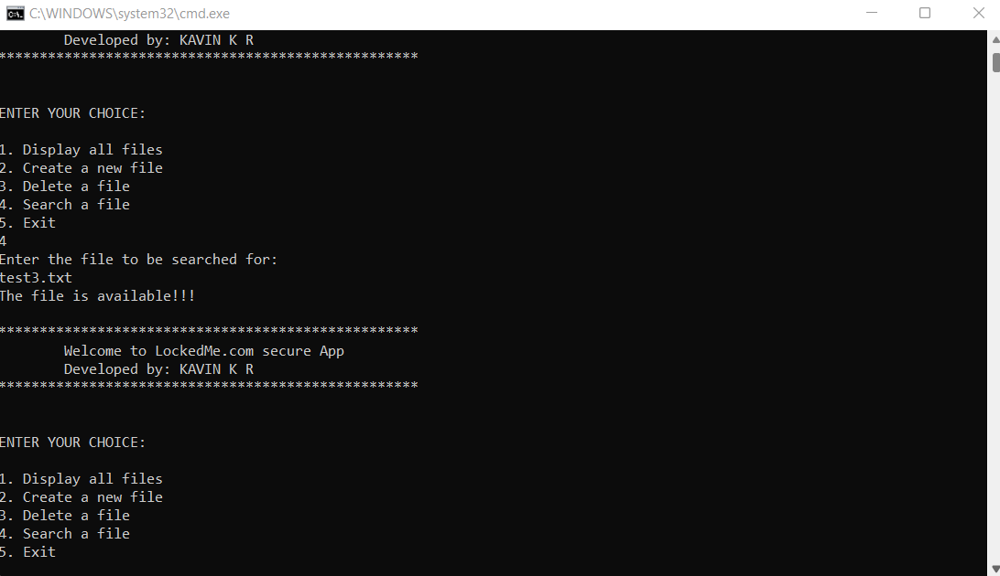 C:\WINDOWS\system32\cmd.exe
Developed by: KAVIN K R
***************************************************
ENTER YOUR CHOICE:
1. Display all files
2. Create a new file
3. Delete a file
4. Search a file
5. Exit
4
Enter the file to be searched for:
test3.txt
The file is available!!!
***************************************************
Welcome to LockedMe.com secure App
Developed by: KAVIN K R
***************************************************
ENTER YOUR CHOICE:
1. Display all files
2. Create a new file
3. Delete a file
4. Search a file
5. Exit